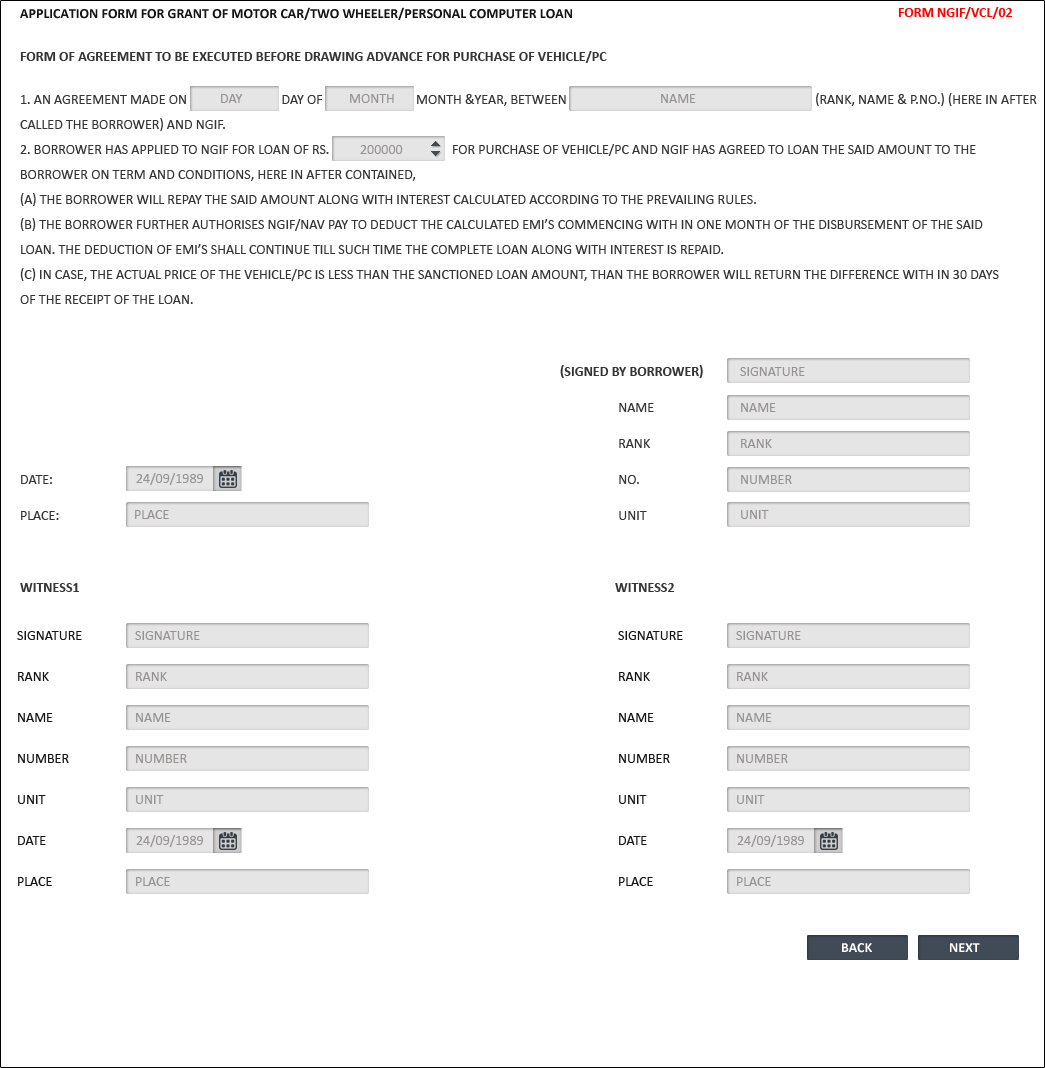 APPLICATION FORM FOR GRANT OF MOTOR CAR/TWO WHEELER/PERSONAL COMPUTER LOAN FORM NGIF/VCL/02
FORM OF AGREEMENT TO BE EXECUTED BEFORE DRAWING ADVANCE FOR PURCHASE OF VEHICLE/PC
1. AN AGREEMENT MADE ON DAY DAY OF MONTH MONTH &YEAR, BETWEEN NAME (RANK, NAME & P.NO.) (HERE IN AFTER
CALLED THE BORROWER) AND NGIF.
2. BORROWER HAS APPLIED TO NGIF FOR LOAN OF RS. 200000 FOR PURCHASE OF VEHICLE/PC AND NGIF HAS AGREED TO LOAN THE SAID AMOUNT TO THE
BORROWER ON TERM AND CONDITIONS, HERE IN AFTER CONTAINED,
(A) THE BORROWER WILL REPAY THE SAID AMOUNT ALONG WITH INTEREST CALCULATED ACCORDING TO THE PREVAILING RULES.
(B) THE BORROWER FURTHER AUTHORISES NGIF/NAV PAY TO DEDUCT THE CALCULATED EMI'S COMMENCING WITH IN ONE MONTH OF THE DISBURSEMENT OF THE SAID
LOAN. THE DEDUCTION OF EMI'S SHALL CONTINUE TILL SUCH TIME THE COMPLETE LOAN ALONG WITH INTEREST IS REPAID.
(C) IN CASE, THE ACTUAL PRICE OF THE VEHICLE/PC IS LESS THAN THE SANCTIONED LOAN AMOUNT, THAN THE BORROWER WILL RETURN THE DIFFERENCE WITH IN 30 DAYS
OF THE RECEIPT OF THE LOAN.
(SIGNED BY BORROWER) SIGNATURE
NAME NAME
RANK RANK
DATE: 24/09/1989 NO. NUMBER
PLACE: PLACE UNIT UNIT
WITNESS1 WITNESS2
SIGNATURE SIGNATURE SIGNATURE SIGNATURE
RANK RANK RANK RANK
NAME NAME NAME NAME
NUMBER NUMBER NUMBER NUMBER
UNIT UNIT UNIT UNIT
DATE 24/09/1989 DATE 24/09/1989
PLACE PLACE PLACE PLACE
BACK NEXT